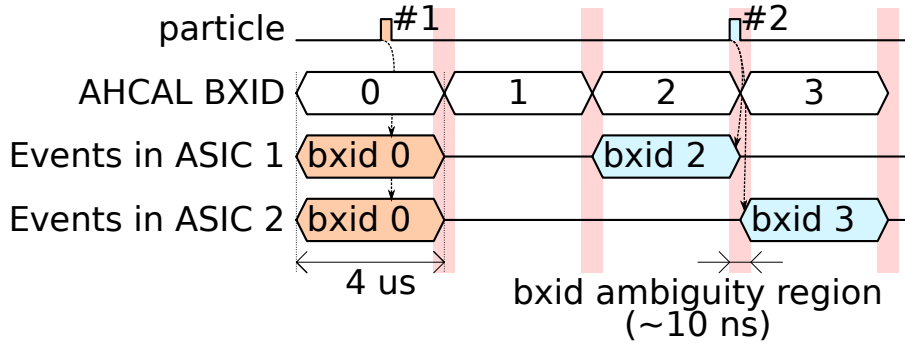 particle #1 #2
AHCAL BXID 0 1 2 3
Events in ASIC 1 bxid 0 bxid 2
Events in ASIC 2 bxid 0 bxid 3
4 us
bxid ambiguity region
(~10 ns)